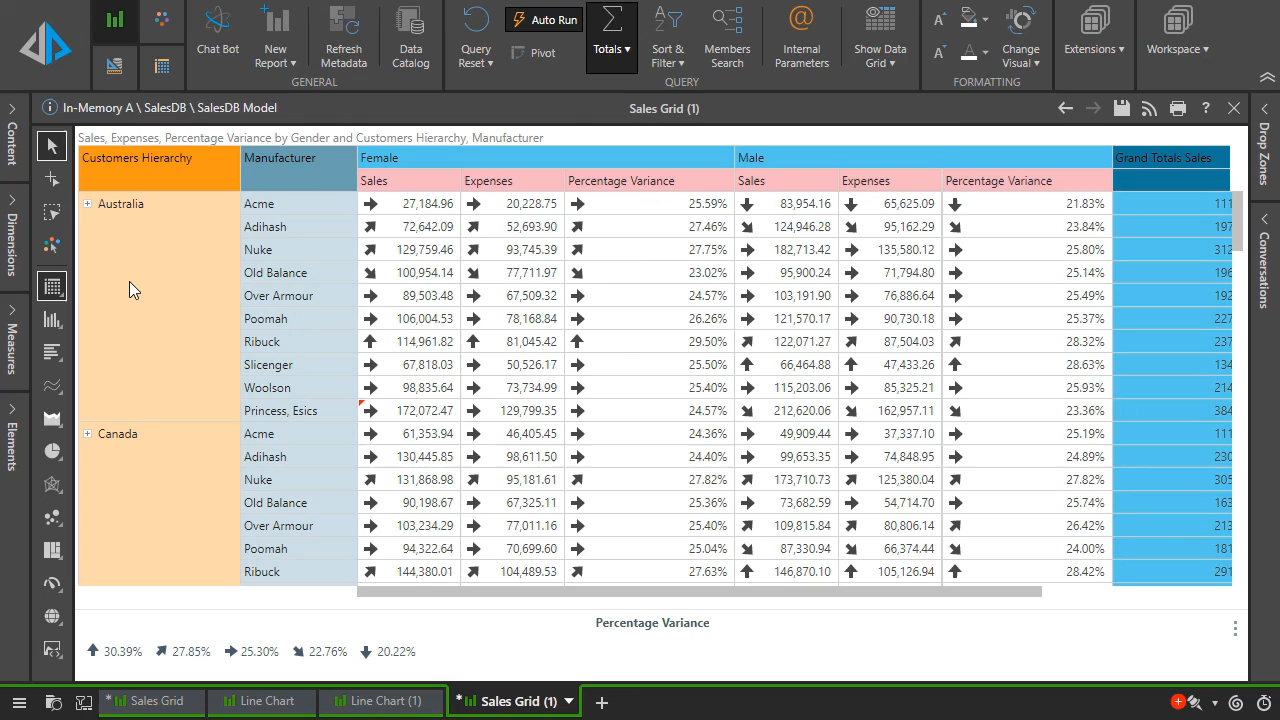 Chat Bot
New Report
Refresh Metadata
Data Catalog
GENERAL
Query Reset
Auto Run
Pivot
Totals
Sort & Filter
Members Search
QUERY
Internal Parameters
Show Data Grid
A
A
A
Change Visual
FORMATTING
Extensions
Workspace
In-Memory A \ SalesDB \ SalesDB Model
Sales Grid (1)
Content
Dimensions
Measures
Elements
Drop Zones
Conversations
Sales, Expenses, Percentage Variance by Gender and Customers Hierarchy, Manufacturer
Customers Hierarchy Manufacturer Female Male Grand Totals Sales
Sales Expenses Percentage Variance Sales Expenses Percentage Variance
Australia Acme 27,184.96 20,228.75 25.59% 83,954.16 65,625.09 21.83% 111
Adihash 72,642.09 52,693.90 27.46% 124,946.28 95,162.29 23.84% 197
Nuke 129,759.46 93,745.39 27.75% 182,713.42 135,580.12 25.80% 312
Old Balance 100,954.14 77,711.97 23.02% 95,900.24 71,794.80 25.14% 196
Over Armour 89,503.48 67,509.32 24.57% 103,191.90 76,886.64 25.49% 192
Poomah 106,004.53 78,168.84 26.26% 121,570.17 90,730.18 25.37% 227
Ribuck 114,961.82 81,045.42 29.50% 122,071.27 87,504.03 28.32% 237
Slicenger 67,818.03 50,526.17 25.50% 66,464.88 47,433.26 28.63% 134
Woolson 98,835.64 73,734.99 25.40% 115,203.06 85,325.21 25.93% 214
Princess, Esics 172,072.47 129,799.35 24.57% 212,620.06 162,957.11 23.36% 384
Canada Acme 61,353.94 46,405.45 24.36% 49,909.44 37,337.10 25.19% 111
Adihash 130,445.85 98,611.50 24.40% 99,653.35 74,848.95 24.89% 230
Nuke 131,868.98 95,181.61 27.82% 173,710.73 125,380.04 27.82% 305
Old Balance 90,198.67 67,325.11 25.36% 73,682.59 54,714.70 25.74% 163
Over Armour 103,234.29 77,011.16 25.40% 109,815.84 80,806.14 26.42% 213
Poomah 94,322.64 70,699.60 25.04% 87,330.94 66,374.44 24.00% 181
Ribuck 144,380.01 104,489.53 27.63% 146,870.10 105,126.94 28.42% 291
Percentage Variance
30.39% 27.85% 25.30% 22.76% 20.22%
* Sales Grid
Line Chart
Line Chart (1)
* Sales Grid (1)